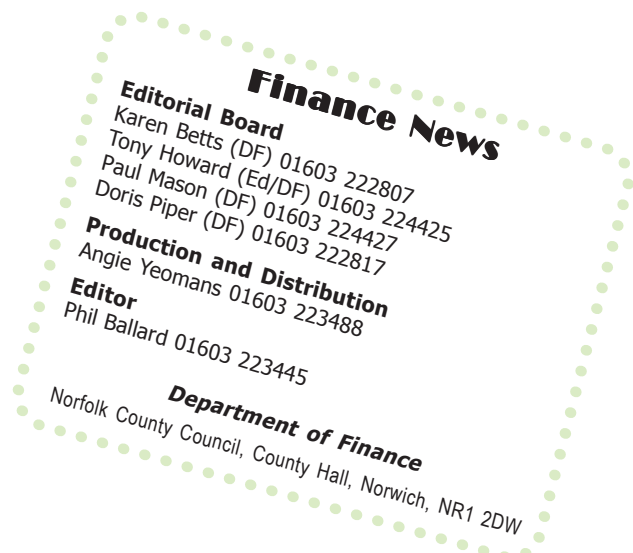 Finance News
Editorial Board
Karen Betts (DF) 01603 222807
Tony Howard (Ed/DF) 01603 224425
Paul Mason (DF) 01603 224427
Doris Piper (DF) 01603 222817
Production and Distribution
Angie Yeomans 01603 223488
Editor
Phil Ballard 01603 223445
Department of Finance
Norfolk County Council, County Hall, Norwich, NR1 2DW